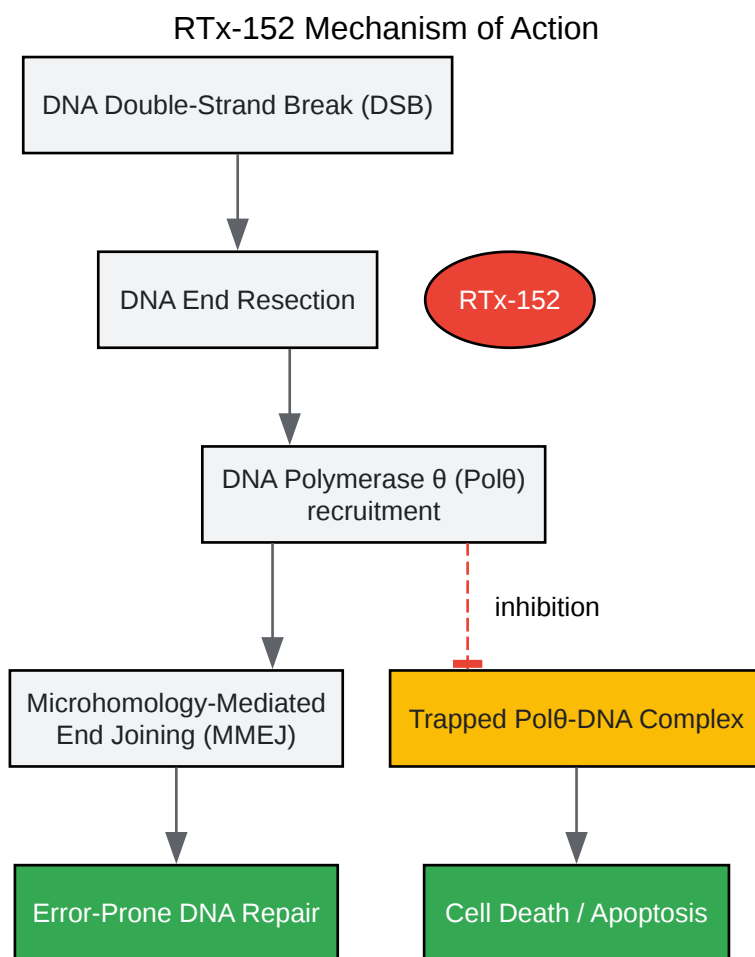 RTx-152 Mechanism of Action
DNA Double-Strand Break (DSB)
DNA End Resection
RTx-152
DNA Polymerase θ (Polθ)
recruitment
inhibition
Microhomology-Mediated
End Joining (MMEJ)
Trapped Polθ-DNA Complex
Error-Prone DNA Repair
Cell Death / Apoptosis